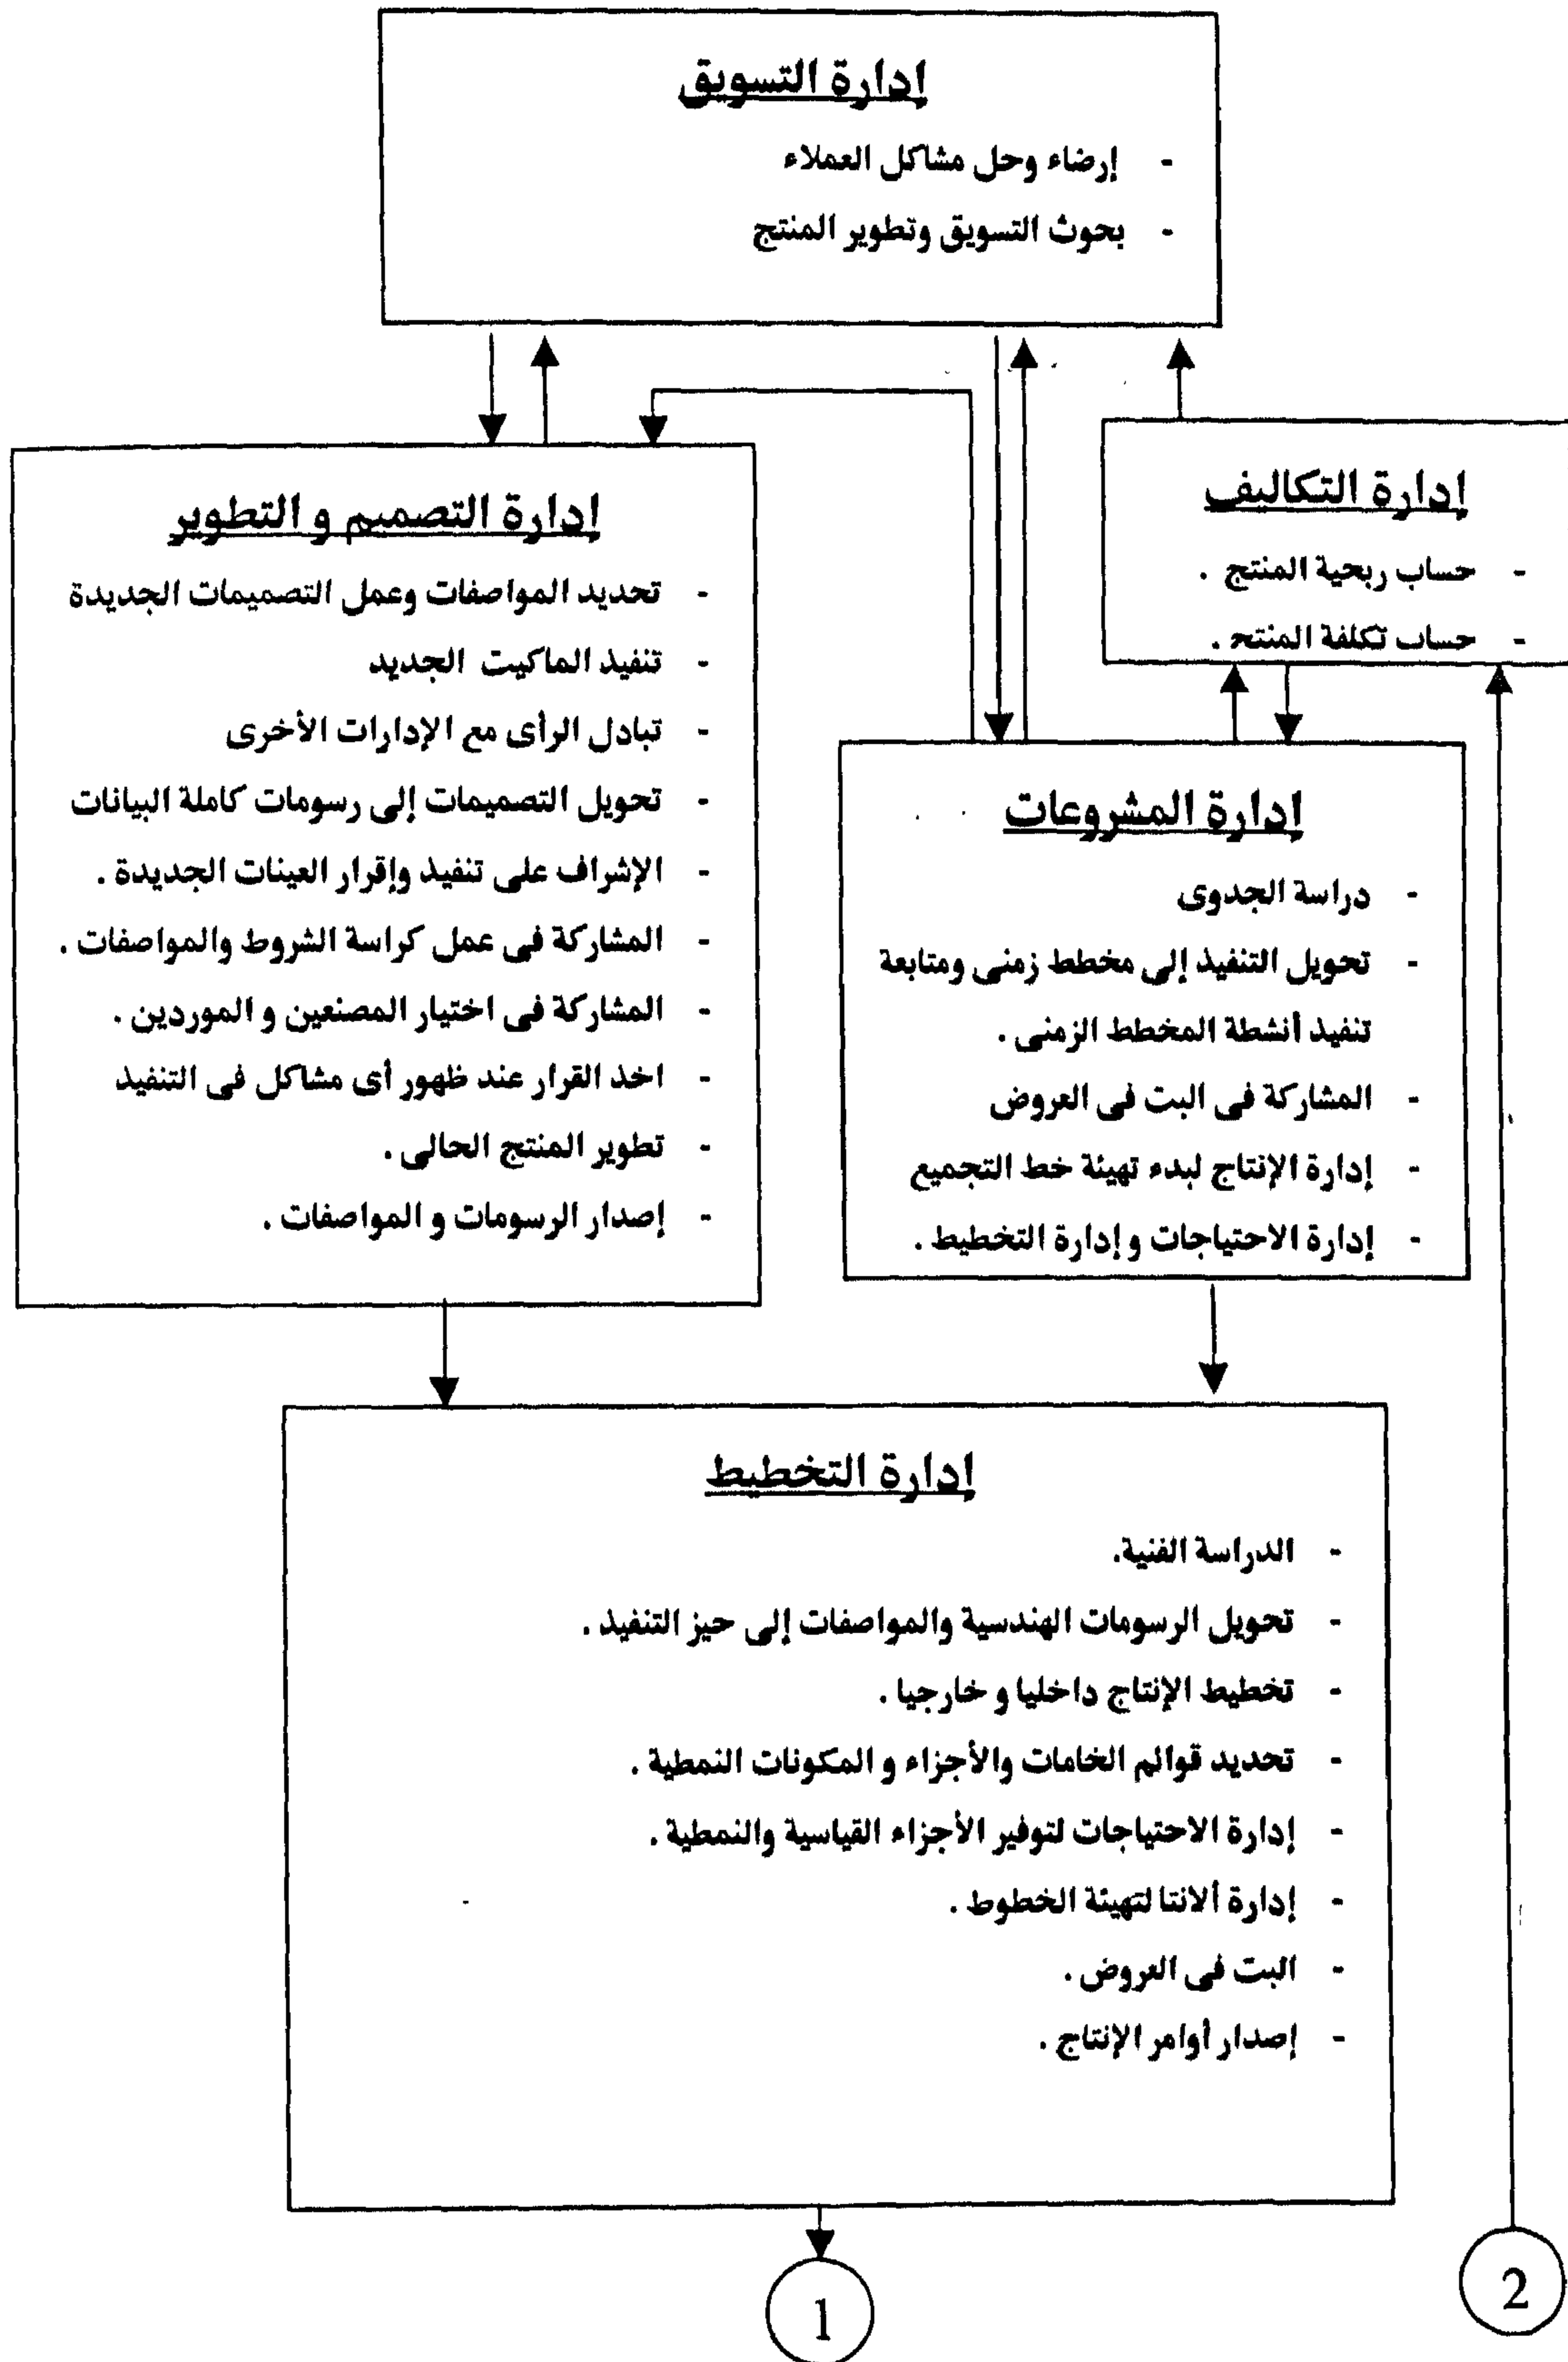 إدارة التسويق
- إرضاء وحل مشاكل العملاء
- بحوث التسويق وتطوير المنتج
إدارة التكاليف
- حساب ربحية المنتج .
- حساب تكلفة المنتج .
إدارة المشروعات
- دراسة الجدوى
- تحويل التنفيذ إلى مخطط زمنى ومتابعة
تنفيذ أنشطة المخطط الزمنى .
- المشاركة فى البت فى العروض
- إدارة الإنتاج لبدء تهيئة خط التجميع
- إدارة الاحتياجات و إدارة التخطيط .
إدارة التصميم و التطوير
- تحديد المواصفات وعمل التصميمات الجديدة
- تنفيذ الماكيت الجديد
- تبادل الرأى مع الإدارات الأخرى
- تحويل التصميمات إلى رسومات كاملة البيانات
- الإشراف على تنفيذ وإقرار العينات الجديدة .
- المشاركة فى عمل كراسة الشروط والمواصفات .
- المشاركة فى اختيار المصنعين و الموردين .
- اخذ القرار عند ظهور أى مشاكل فى التنفيذ
- تطوير المنتج الحالى .
- إصدار الرسومات و المواصفات .
إدارة التخطيط
- الدراسة الفنية.
- تحويل الرسومات الهندسية والمواصفات إلى حيز التنفيذ .
- تخطيط الإنتاج داخليا و خارجيا .
- تحديد قوائم الخامات والأجزاء و المكونات النمطية .
- إدارة الاحتياجات لتوفير الأجزاء القياسية والنمطية .
- إدارة ألانتا لتهيئة الخطوط .
- البت فى العروض .
- إصدار أوامر الإنتاج .
2
1